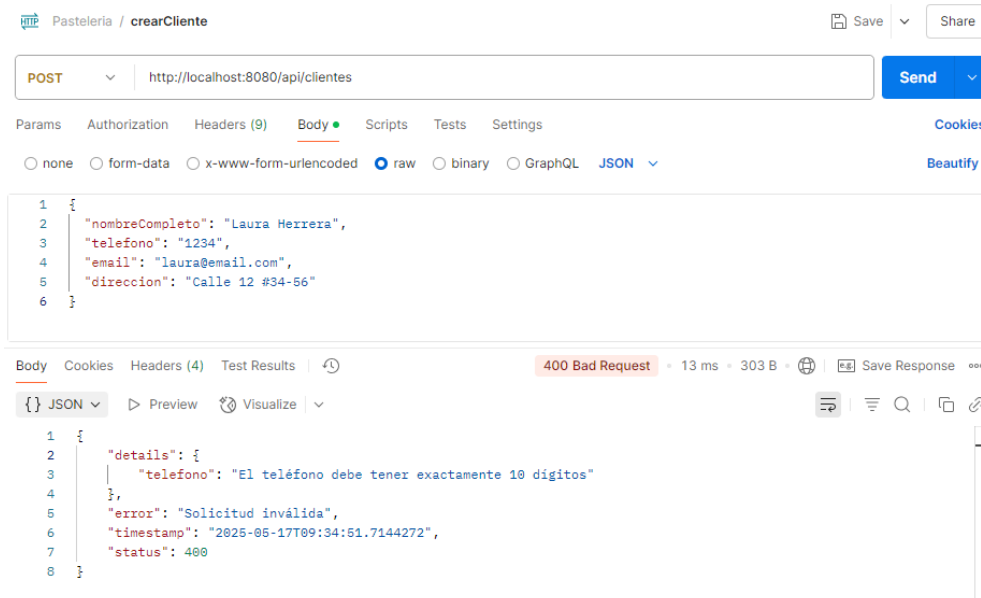 HTTP Pasteleria / crearCliente Save Share
POST http://localhost:8080/api/clientes Send
Params Authorization Headers (9) Body Scripts Tests Settings Cookies
none form-data x-www-form-urlencoded raw binary GraphQL JSON Beautify
1 {
2 "nombreCompleto": "Laura Herrera",
3 "telefono": "1234",
4 "email": "laura@email.com",
5 "direccion": "Calle 12 #34-56"
6 }
Body Cookies Headers (4) Test Results 400 Bad Request 13 ms 303 B e.g. Save Response
{} JSON Preview Visualize
1 {
2 "details": {
3 "telefono": "El teléfono debe tener exactamente 10 dígitos"
4 },
5 "error": "Solicitud inválida",
6 "timestamp": "2025-05-17T09:34:51.7144272",
7 "status": 400
8 }